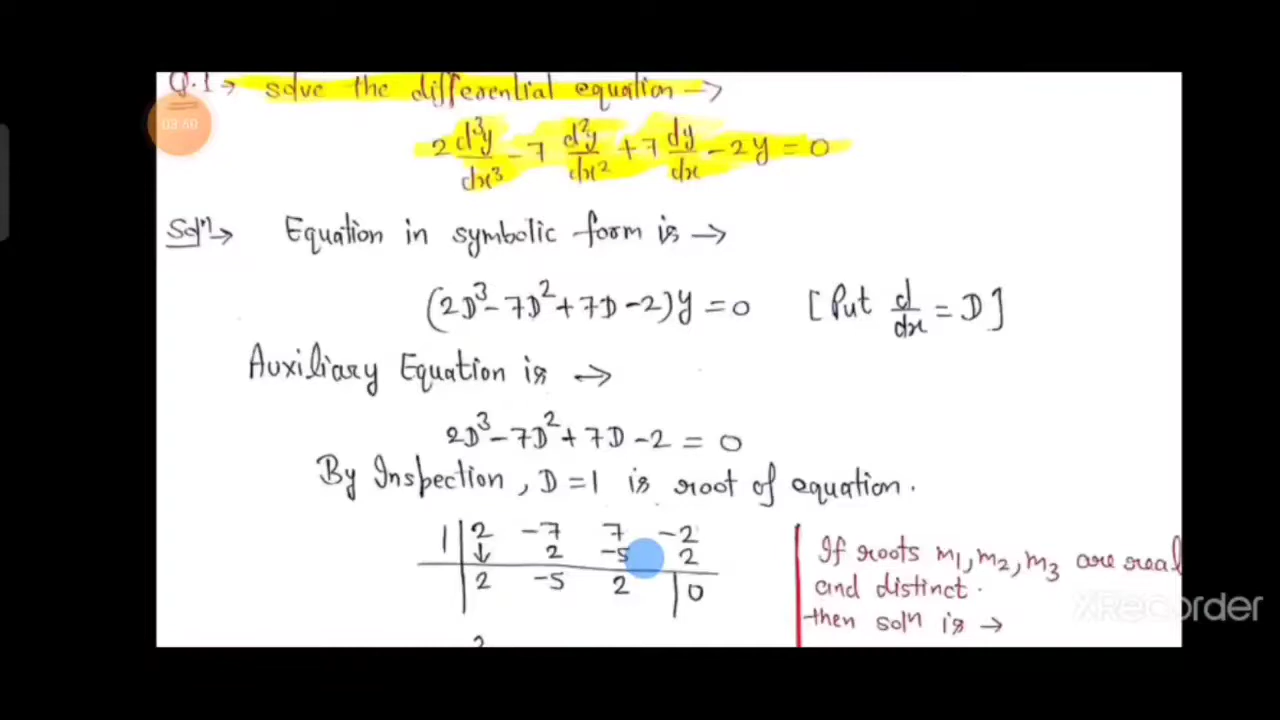 Q.1→ solve the differential equation →
2 d³y/dx³ - 7 d²y/dx² + 7 dy/dx - 2y = 0
03:50
Solⁿ→ Equation in symbolic form is →
(2D³-7D²+7D-2)y = 0 [Put d/dx = D]
Auxiliary Equation is →
2D³-7D²+7D-2 = 0
By Inspection, D=1 is root of equation.
1 | 2 -7 7 -2
↓ 2 -5 2
2 -5 2 | 0
If roots m₁, m₂, m₃ are real
and distinct.
then solⁿ is →
XRecorder